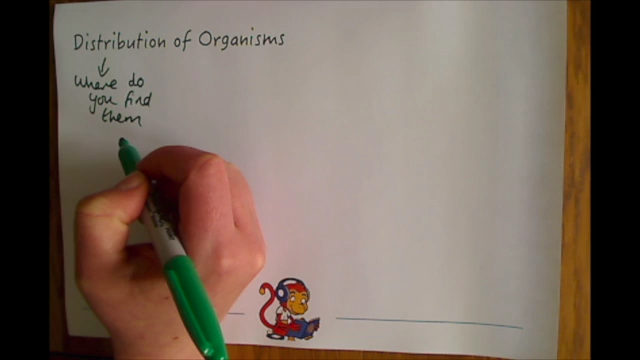 Distribution of Organisms
where do
you find
them